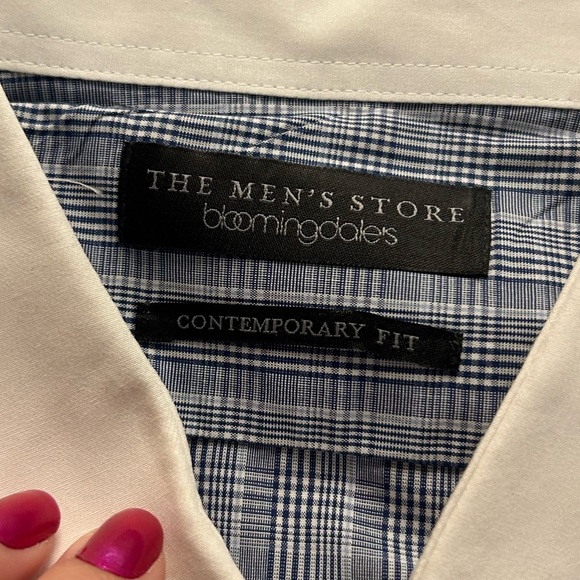 THE MEN'S STORE
bloomingdale's
CONTEMPORARY FIT